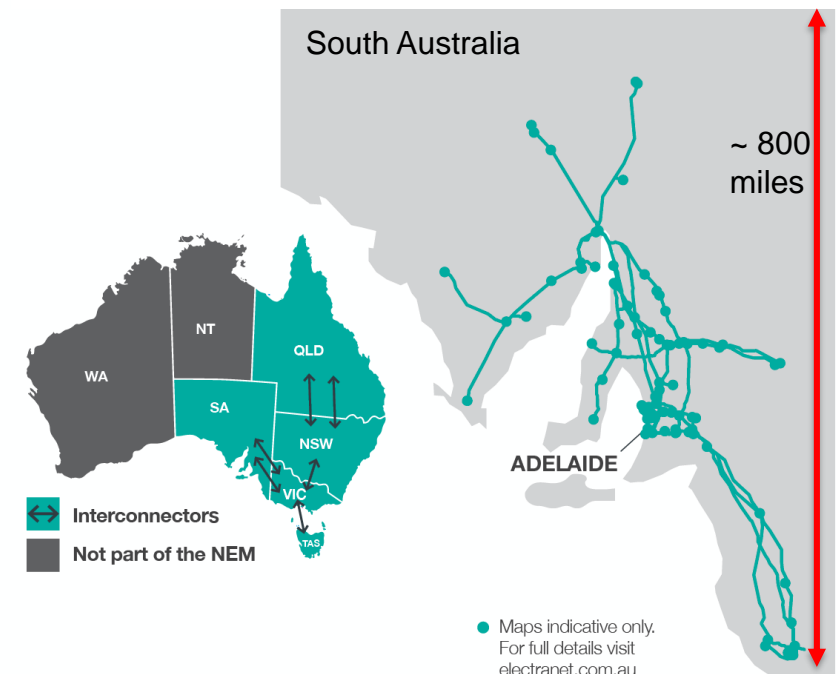 South Australia
~ 800
miles
NT
QLD
WA
SA
NSW
VIC
TAS
ADELAIDE
Interconnectors
Not part of the NEM
Maps indicative only.
For full details visit
electranet.com.au